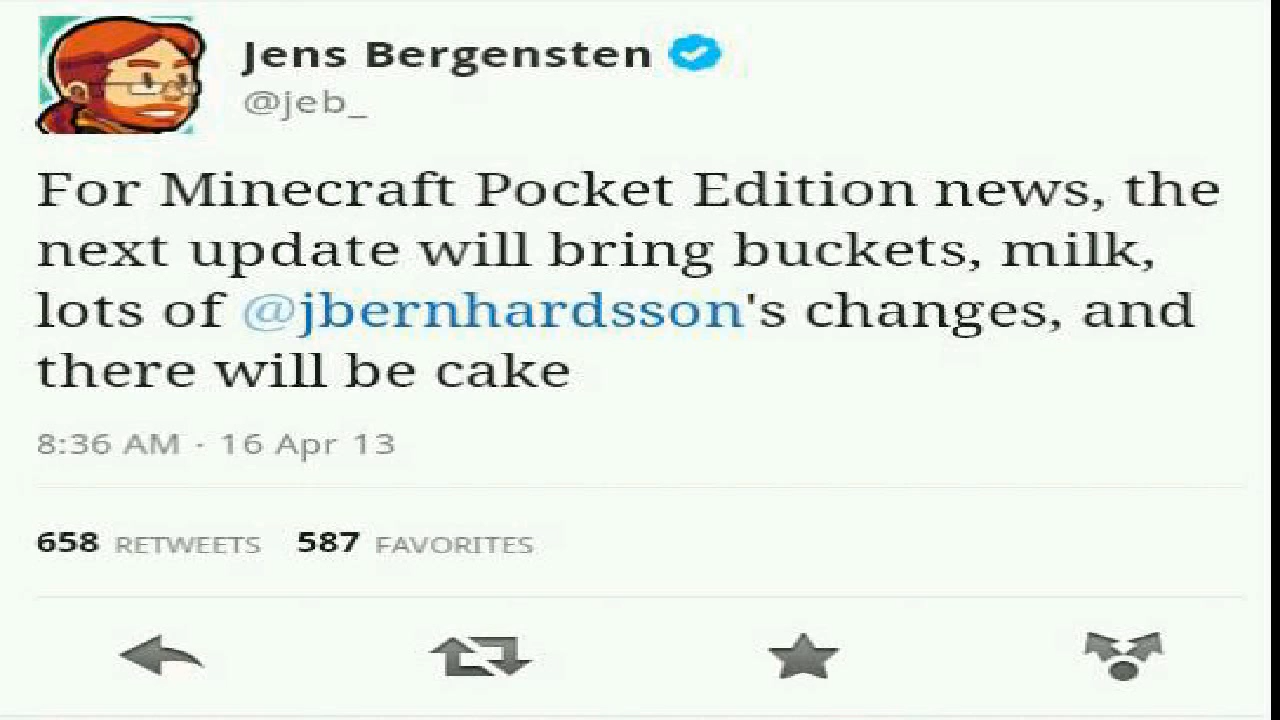 Jens Bergensten
@jeb_
For Minecraft Pocket Edition news, the
next update will bring buckets, milk,
lots of @jbernhardsson's changes, and
there will be cake
8:36 AM · 16 Apr 13
658 RETWEETS 587 FAVORITES